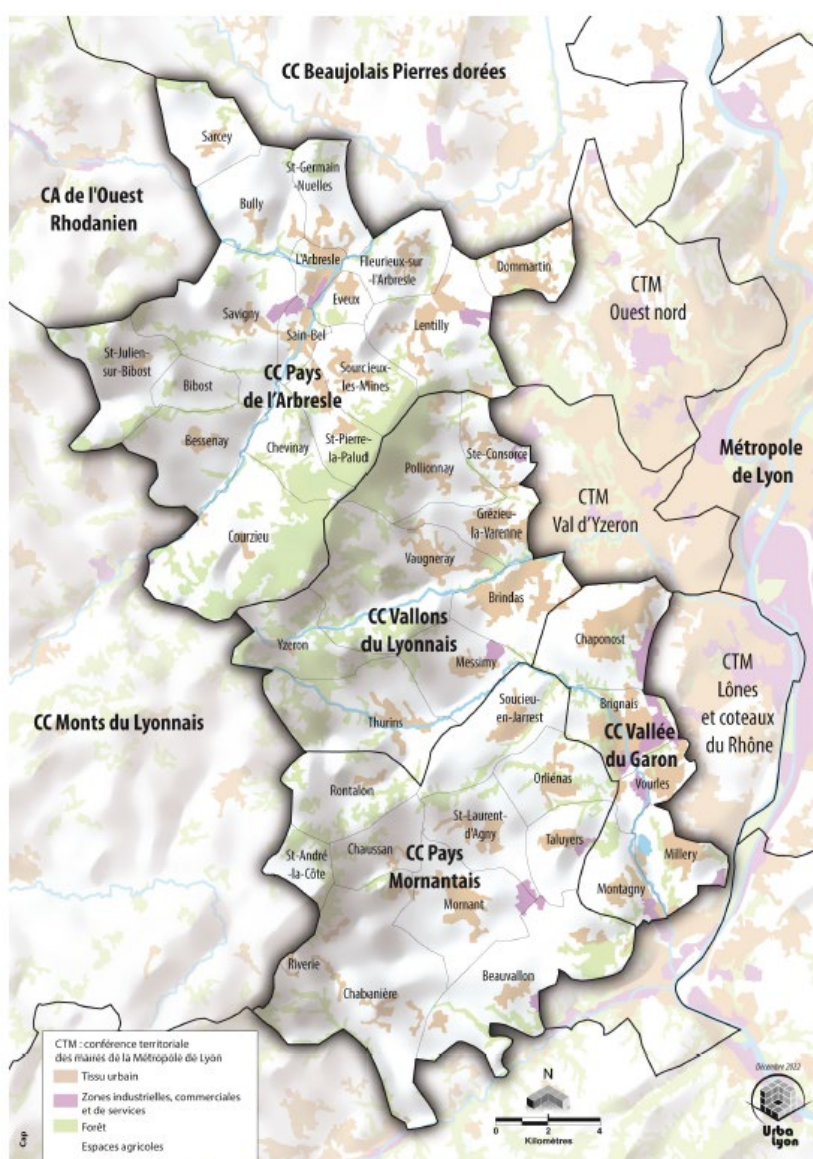 CC Beaujolais Pierres dorées
Sarcey
St-Germain
-Nuelles
CA de l'Ouest
Rhodanien
Bully
L'Arbresle
Fleurieux-sur
-l'Arbresle
Dommartin
CTM
Ouest nord
Eveux
Savigny
Lentilly
Sain-Bel
St-Julien-
sur-Bibost
CC Pays
de l'Arbresle
Sourcieux
-les-Mines
Bibost
Bessenay
Chevinay
St-Pierre-
la-Palud
Pollionnay
Ste-Consorce
Métropole
de Lyon
CTM
Val d'Yzeron
Grézieu-
la-Varenne
Courzieu
Vaugneray
Brindas
CC Vallons
du Lyonnais
Yzeron
Messimy
Chaponost
CTM
Lônes
et coteaux
du Rhône
CC Monts du Lyonnais
Thurins
Soucieu-
en-Jarrest
Brignais
CC Vallée
du Garon
Vourles
Orliénas
Rontalon
St-Laurent-
d'Agny
Chaussan
St-André
-la-Côte
CC Pays
Mornantais
Taluyers
Millery
Montagny
Mornant
Riverie
Chabanière
Beauvallon
CTM : conférence territoriale
des maires de la Métropole de Lyon
Tissu urbain
Zones industrielles, commerciales
et de services
Forêt
Espaces agricoles
Cap
N
0 2 4
Kilomètres
Décembre 2022
Urba
Lyon